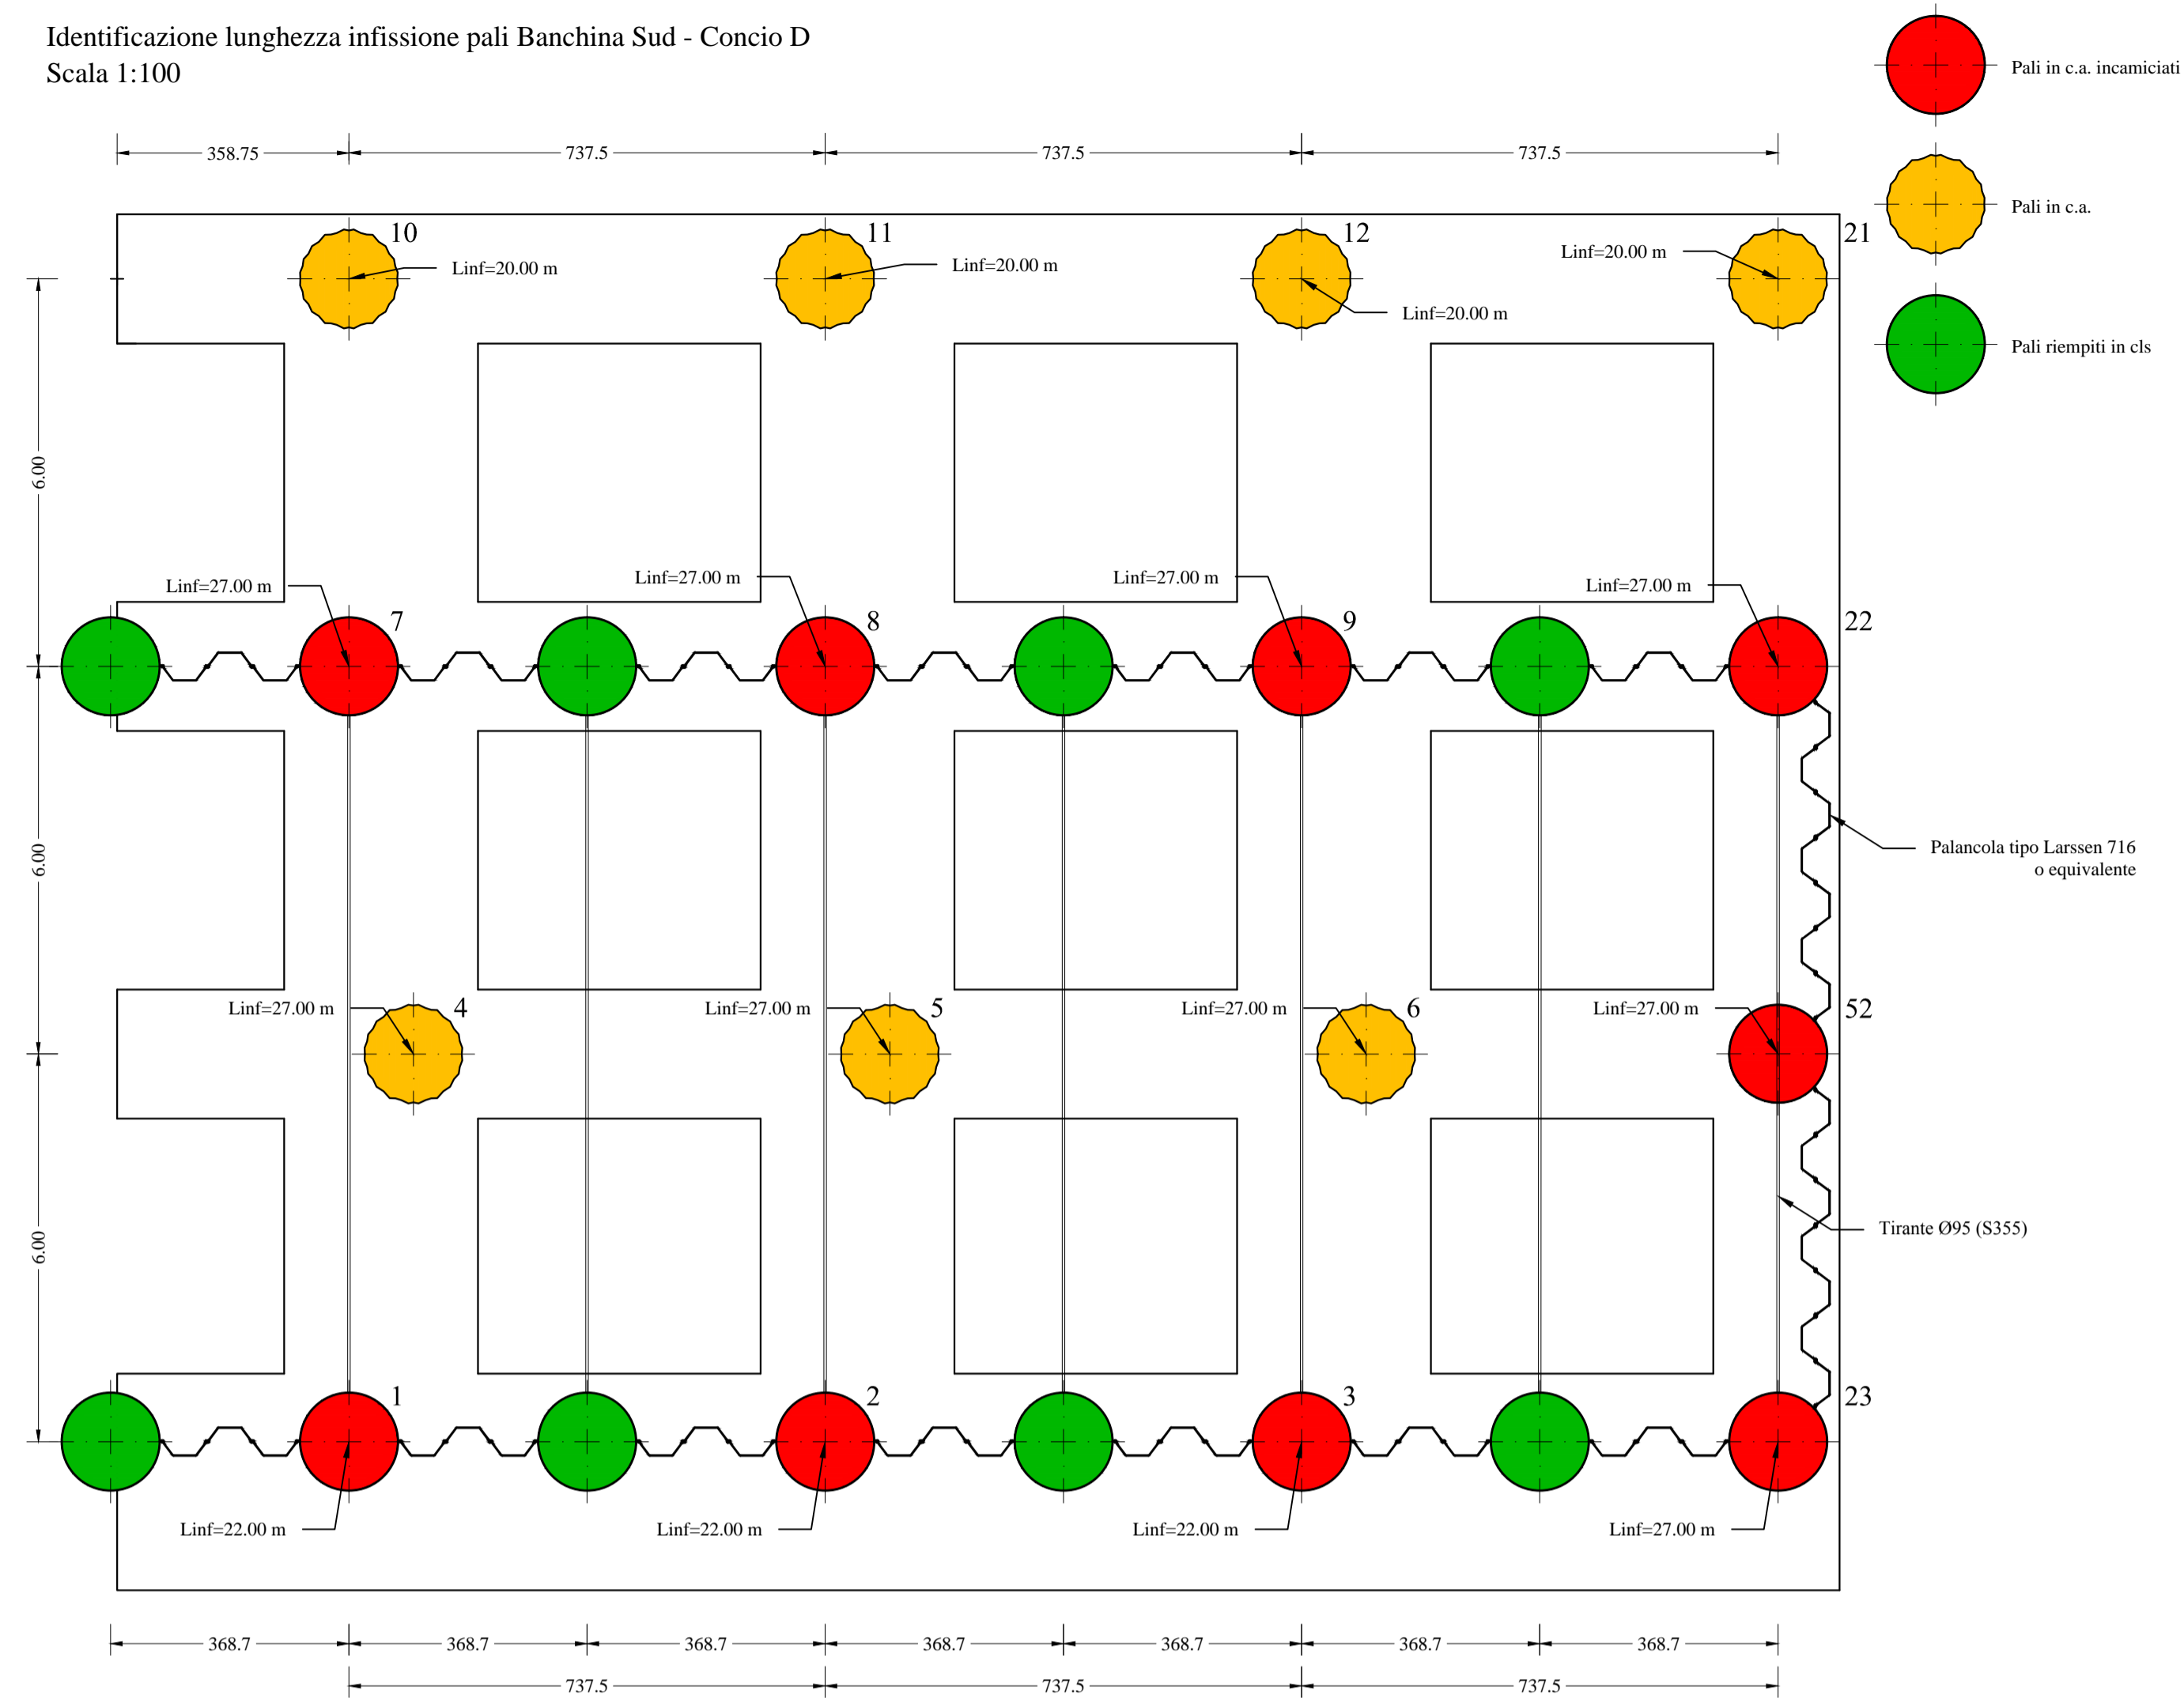 Identificazione lunghezza infissione pali Banchina Sud - Concio D
Scala 1:100
Pali in c.a. incamiciati
Pali in c.a.
Pali riempiti in cls
358.75
737.5
737.5
737.5
10
11
12
21
Linf=20.00 m
Linf=20.00 m
Linf=20.00 m
Linf=20.00 m
6.00
Linf=27.00 m
Linf=27.00 m
Linf=27.00 m
Linf=27.00 m
7
8
9
22
6.00
Palancola tipo Larssen 716
o equivalente
Linf=27.00 m
Linf=27.00 m
Linf=27.00 m
Linf=27.00 m
4
5
6
52
6.00
Tirante Ø95 (S355)
1
2
3
23
Linf=22.00 m
Linf=22.00 m
Linf=22.00 m
Linf=27.00 m
368.7
368.7
368.7
368.7
368.7
368.7
368.7
737.5
737.5
737.5